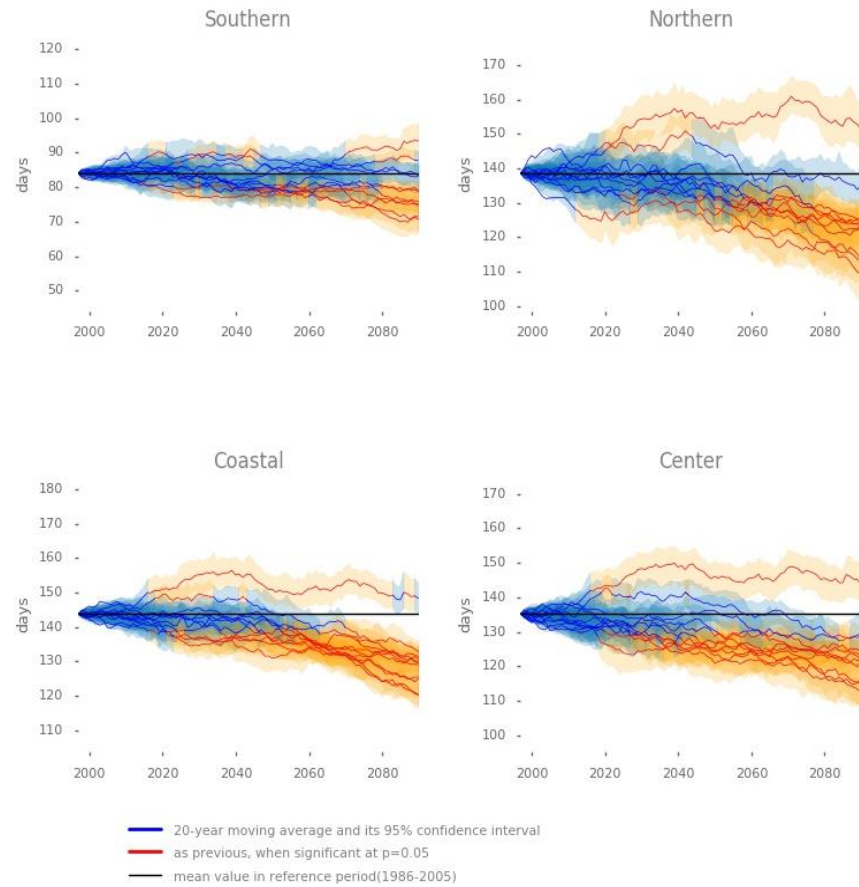 Southern
Northern
120
110
100
90
80
70
60
50
days
2000 2020 2040 2060 2080
170
160
150
140
130
120
110
100
days
2000 2020 2040 2060 2080
Coastal
Center
180
170
160
150
140
130
120
110
days
2000 2020 2040 2060 2080
170
160
150
140
130
120
110
100
days
2000 2020 2040 2060 2080
20-year moving average and its 95% confidence interval
as previous, when significant at p=0.05
mean value in reference period(1986-2005)